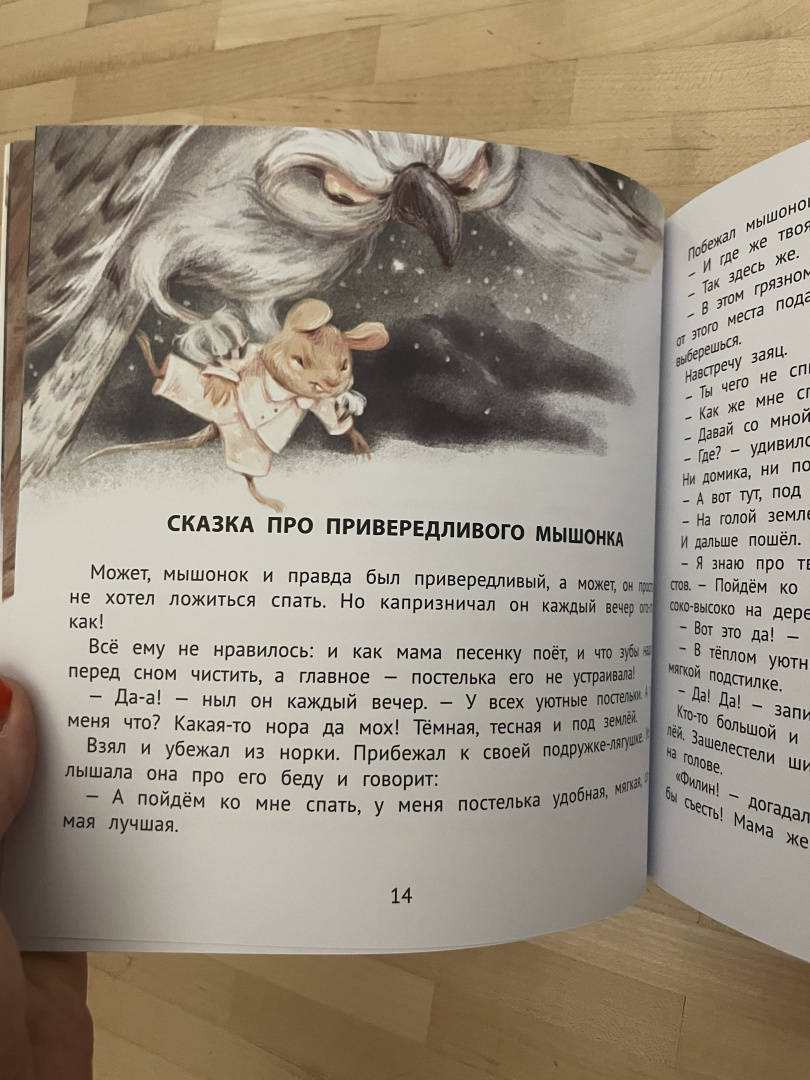 СКАЗКА ПРО ПРИВЕРЕДЛИВОГО МЫШОНКА
Может, мышонок и правда был привередливый, а может, он прост
не хотел ложиться спать. Но капризничал он каждый вечер ого-г
как!
Всё ему не нравилось: и как мама песенку поёт, и что зубы над
перед сном чистить, а главное — постелька его не устраивала!
— Да-а! — ныл он каждый вечер. — У всех уютные постельки. А
меня что? Какая-то нора да мох! Тёмная, тесная и под землёй.
Взял и убежал из норки. Прибежал к своей подружке-лягушке.
лышала она про его беду и говорит:
— А пойдём ко мне спать, у меня постелька удобная, мягкая,
мая лучшая.
14
Побежал мышонок
– И где же твоя
– Так здесь же.
– В этом грязном
от этого места пода
выберешься.
Навстречу заяц.
– Ты чего не сп
– Как же мне сп
– Давай со мной
– Где? — удивилс
Ни домика, ни по
– А вот тут, под
– На голой земле
И дальше пошёл.
– Я знаю про тв
стов. – Пойдём ко
соко-высоко на дере
– Вот это да! —
– В тёплом уютн
мягкой подстилке.
– Да! Да! — запи
Кто-то большой и
лёй. Зашелестели ши
на голове.
«Филин! — догадал
бы съесть! Мама же